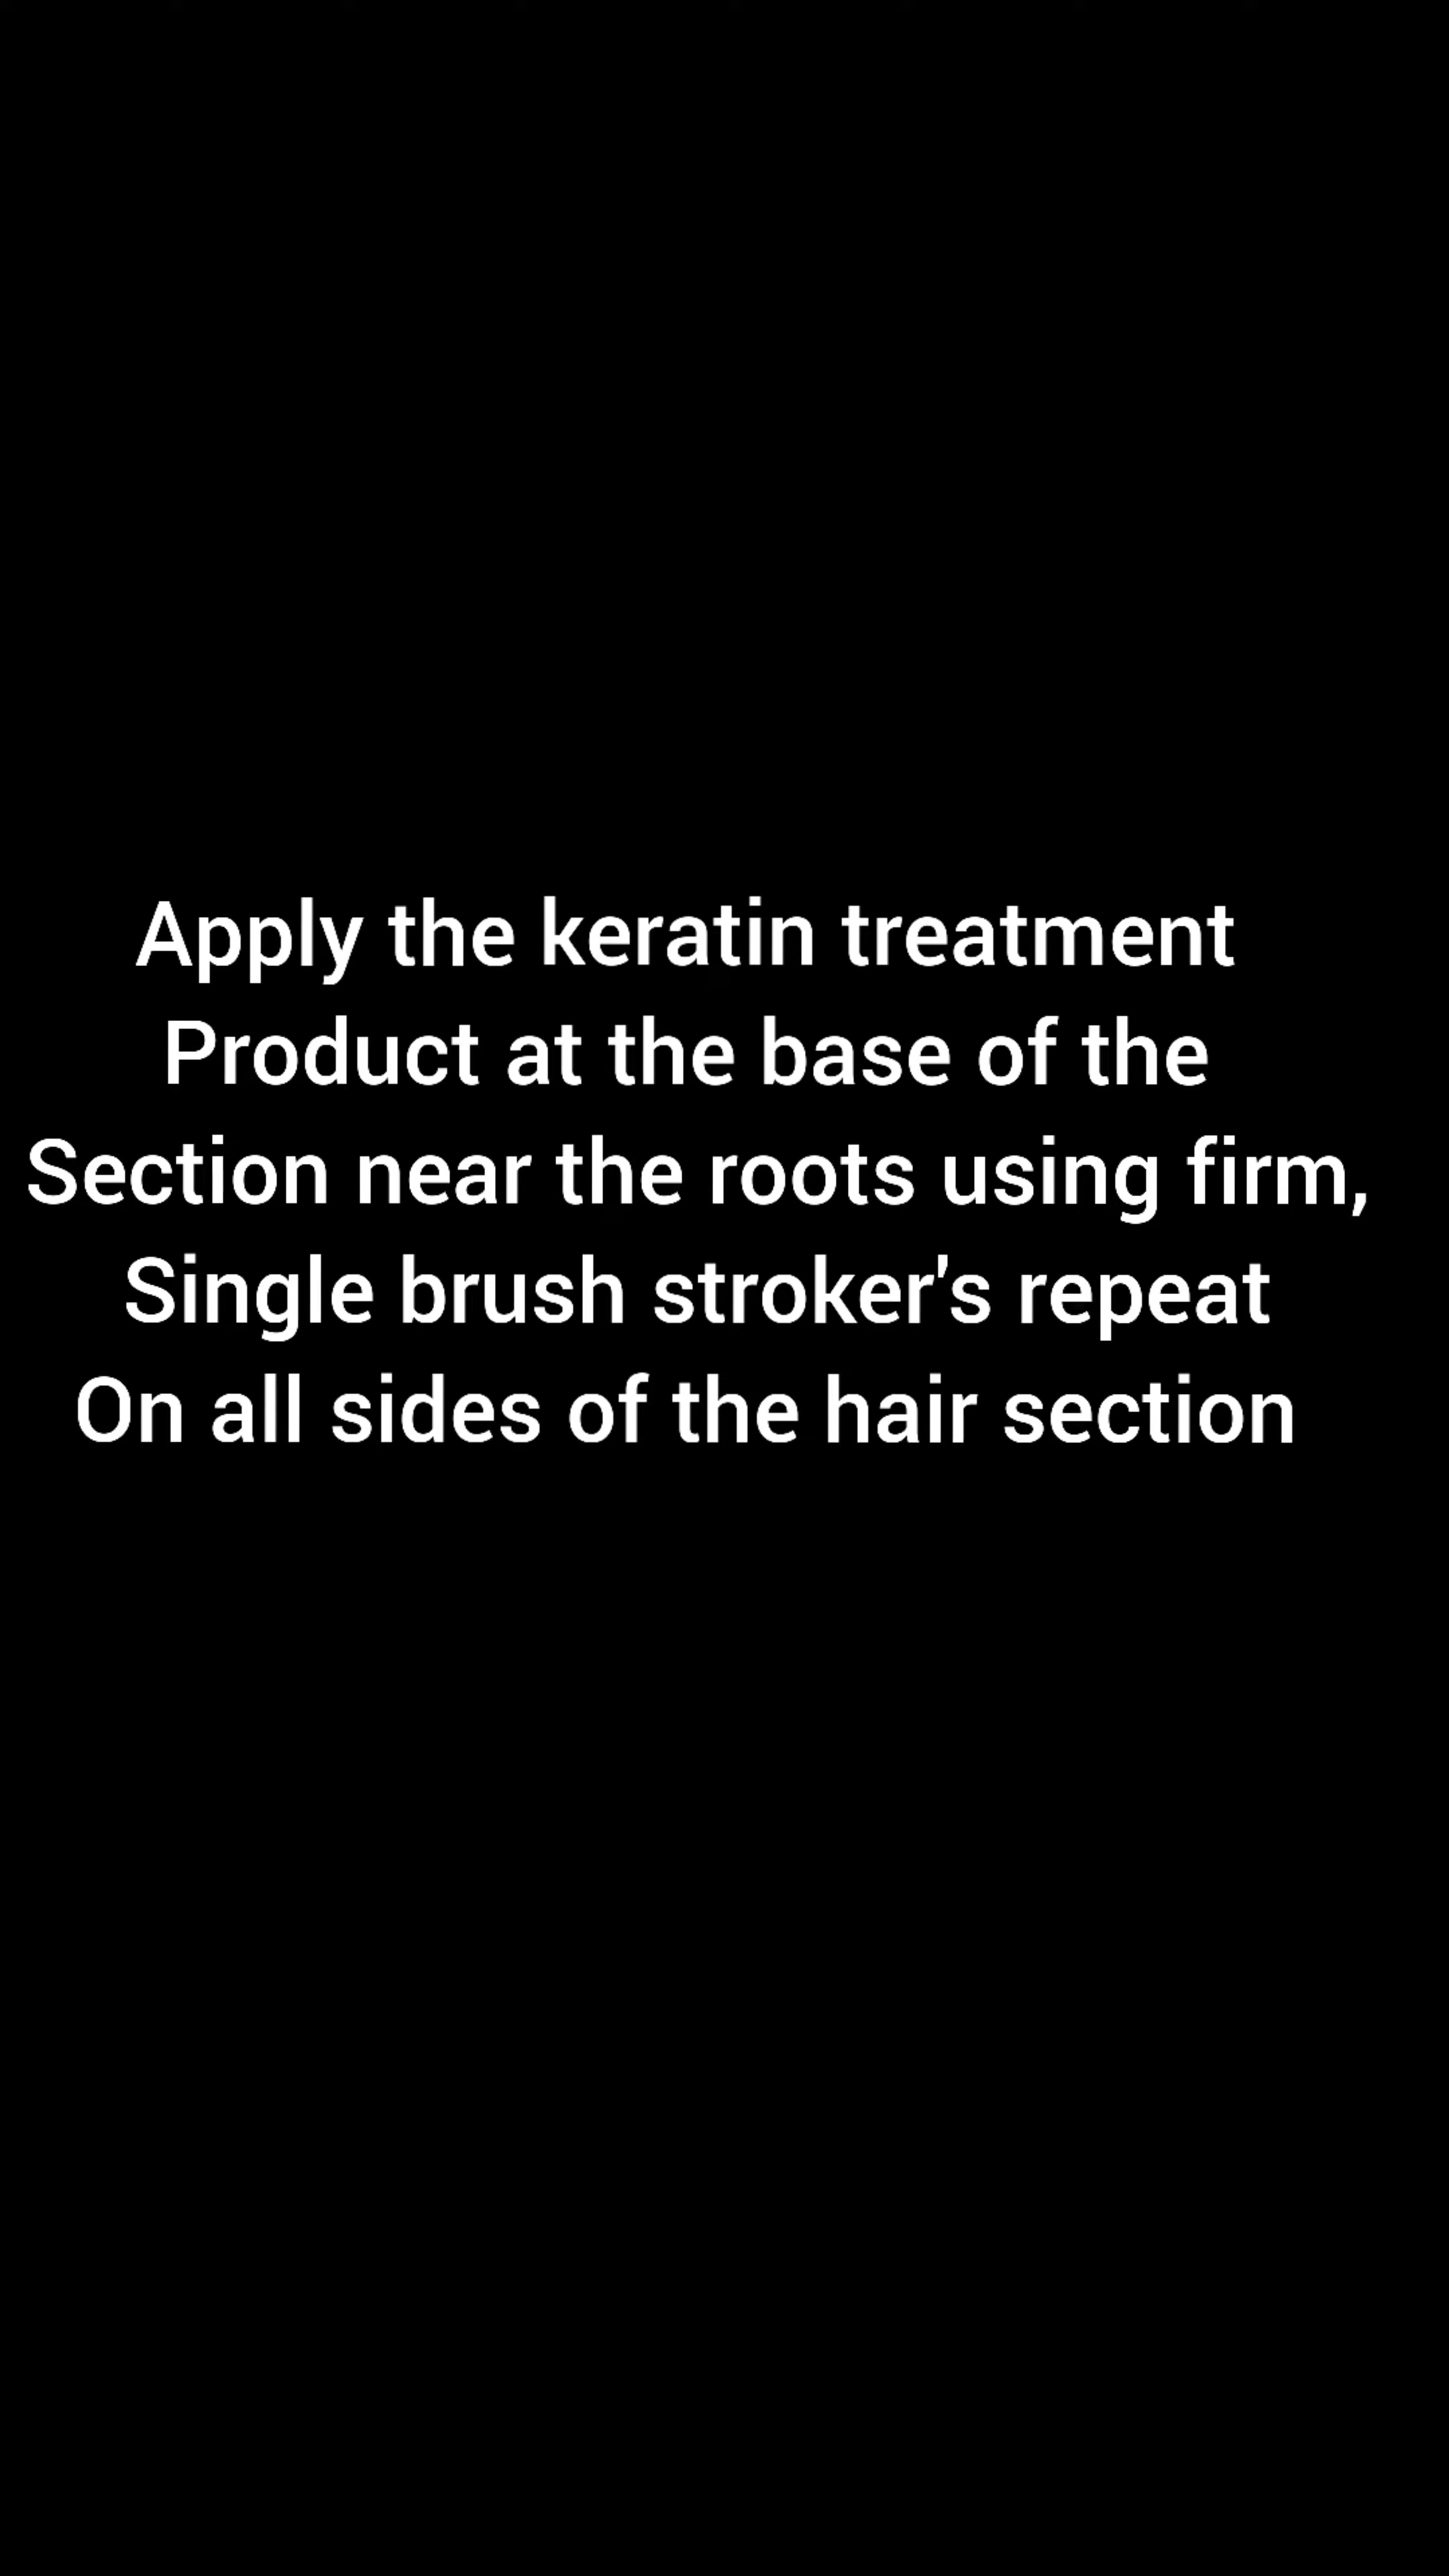 Apply the keratin treatment
Product at the base of the
Section near the roots using firm,
Single brush stroker's repeat
On all sides of the hair section